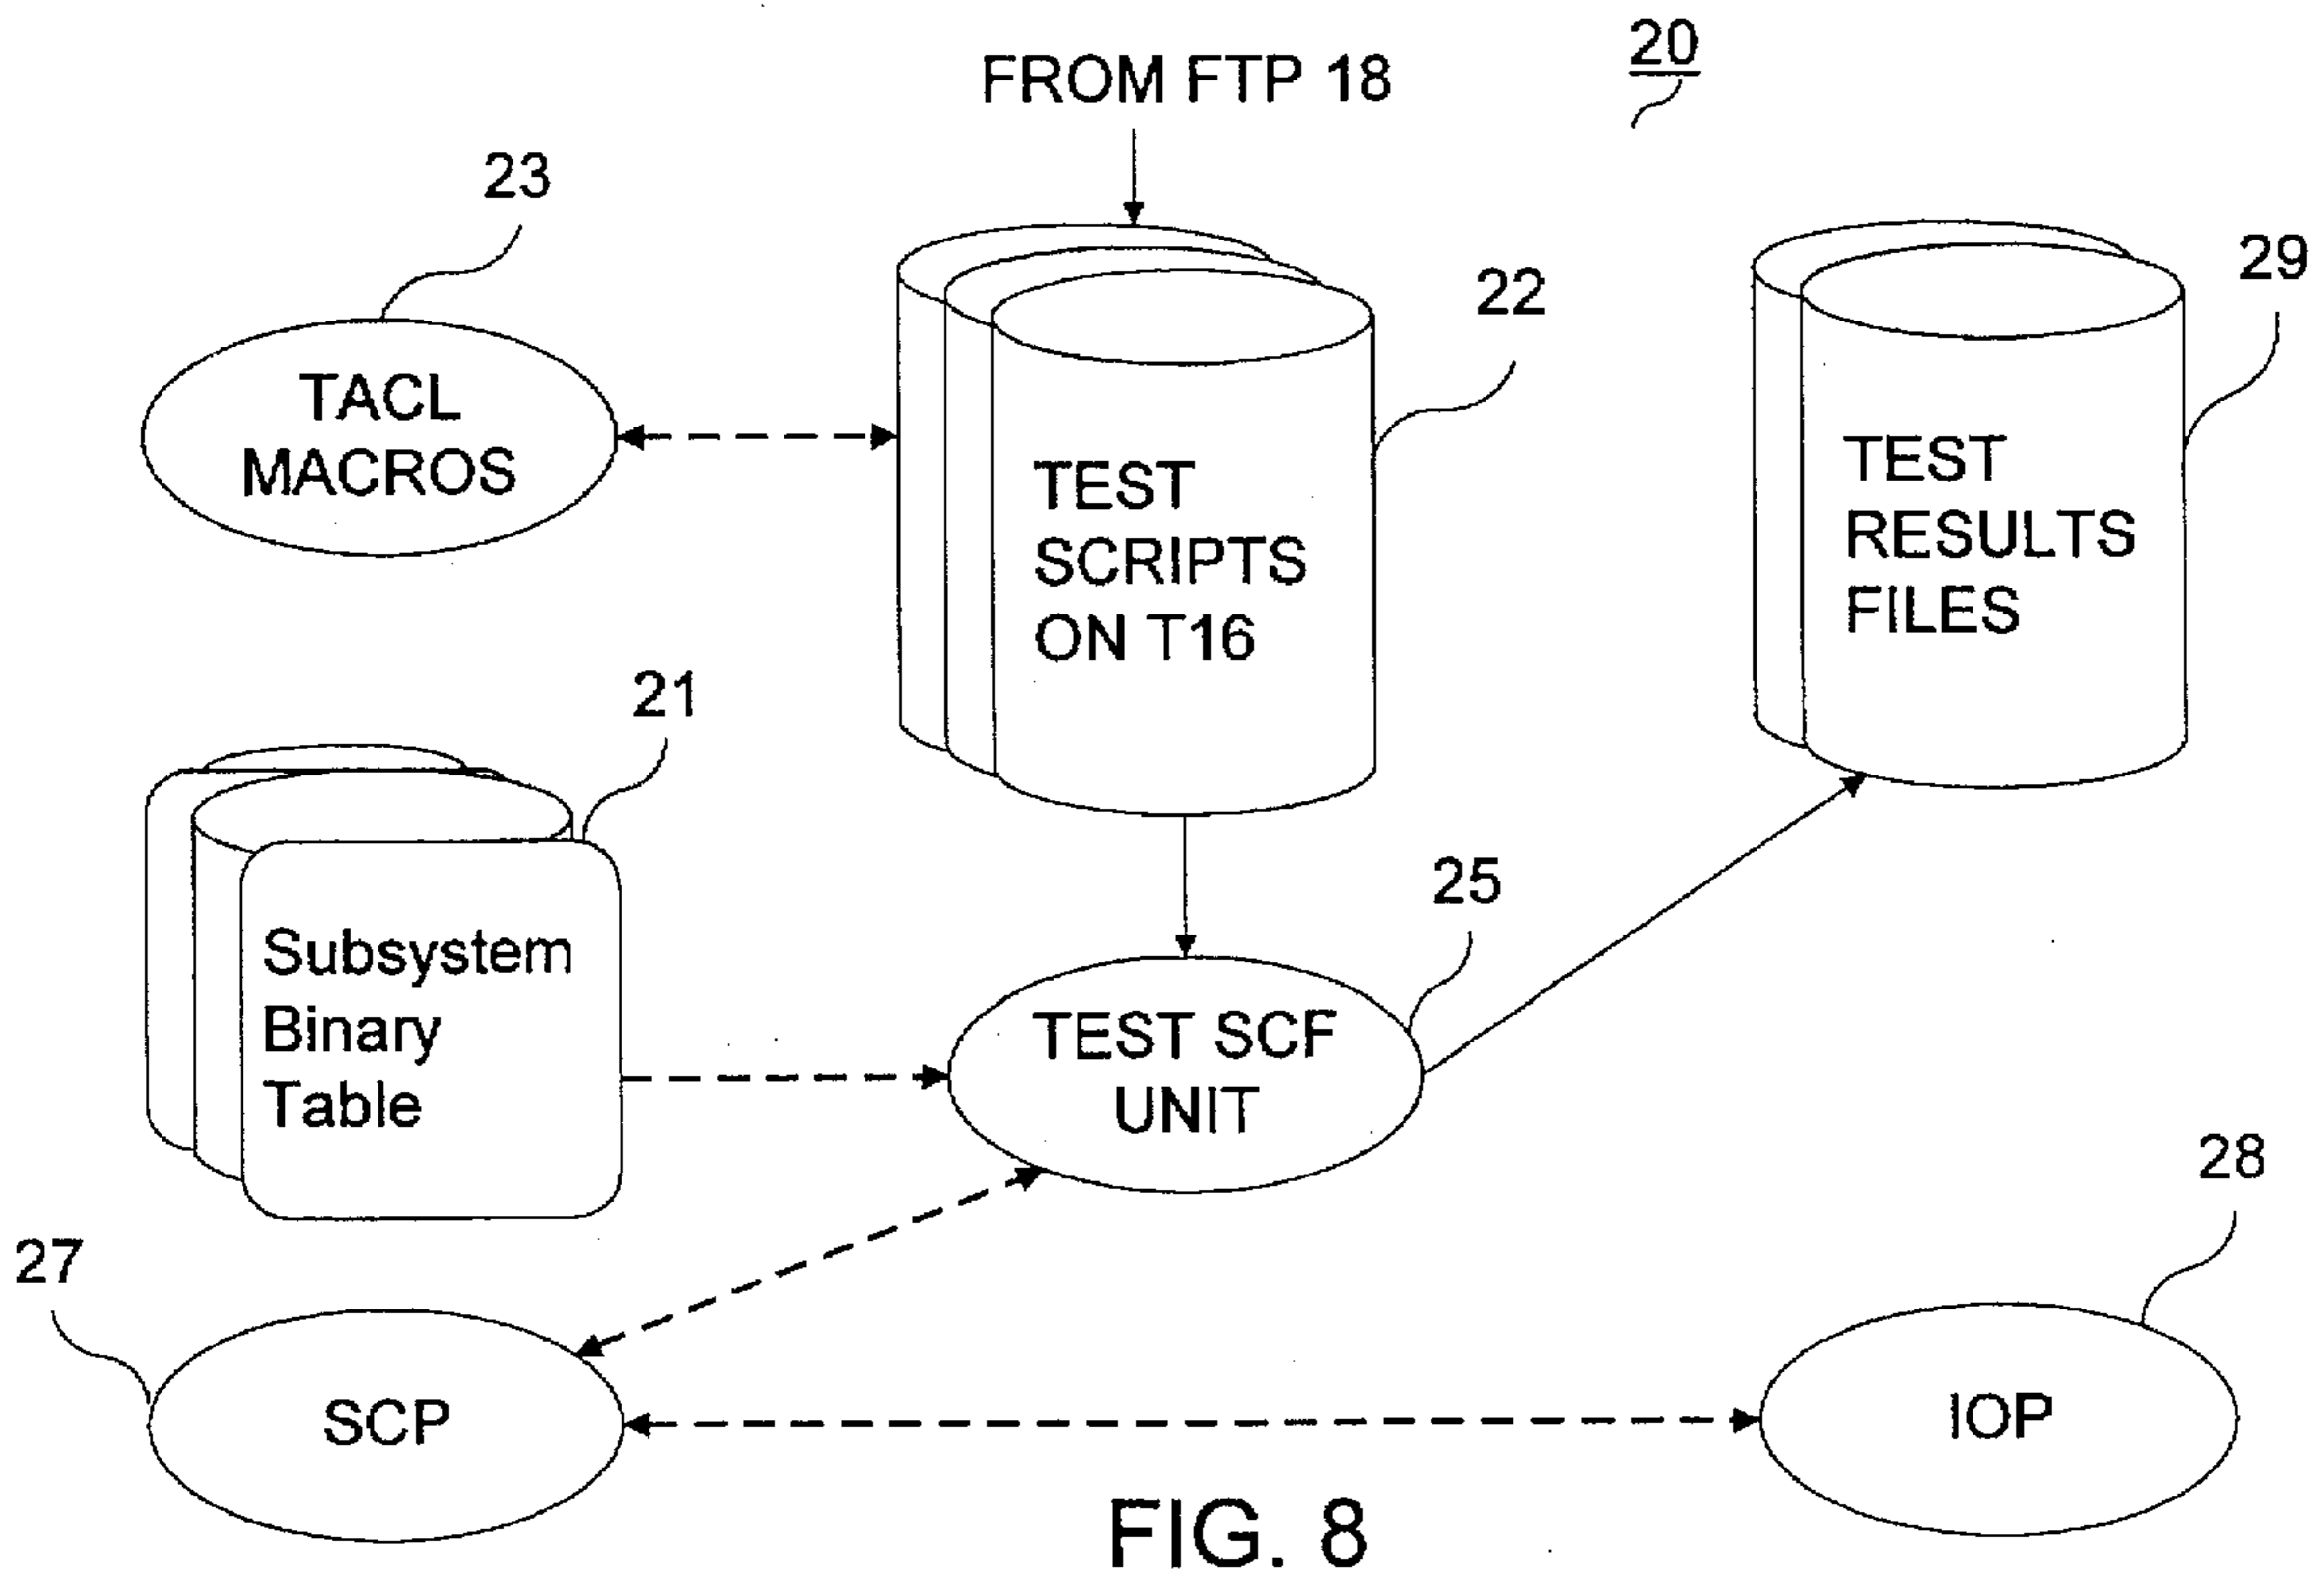 20
FROM FTP 18
23
29
22
TACL
MACROS
TEST
SCRIPTS
ON T16
TEST
RESULTS
FILES
21
25
Subsystem
Binary
Table
TEST SCF
UNIT
28
27
SCP
IOP
FIG. 8